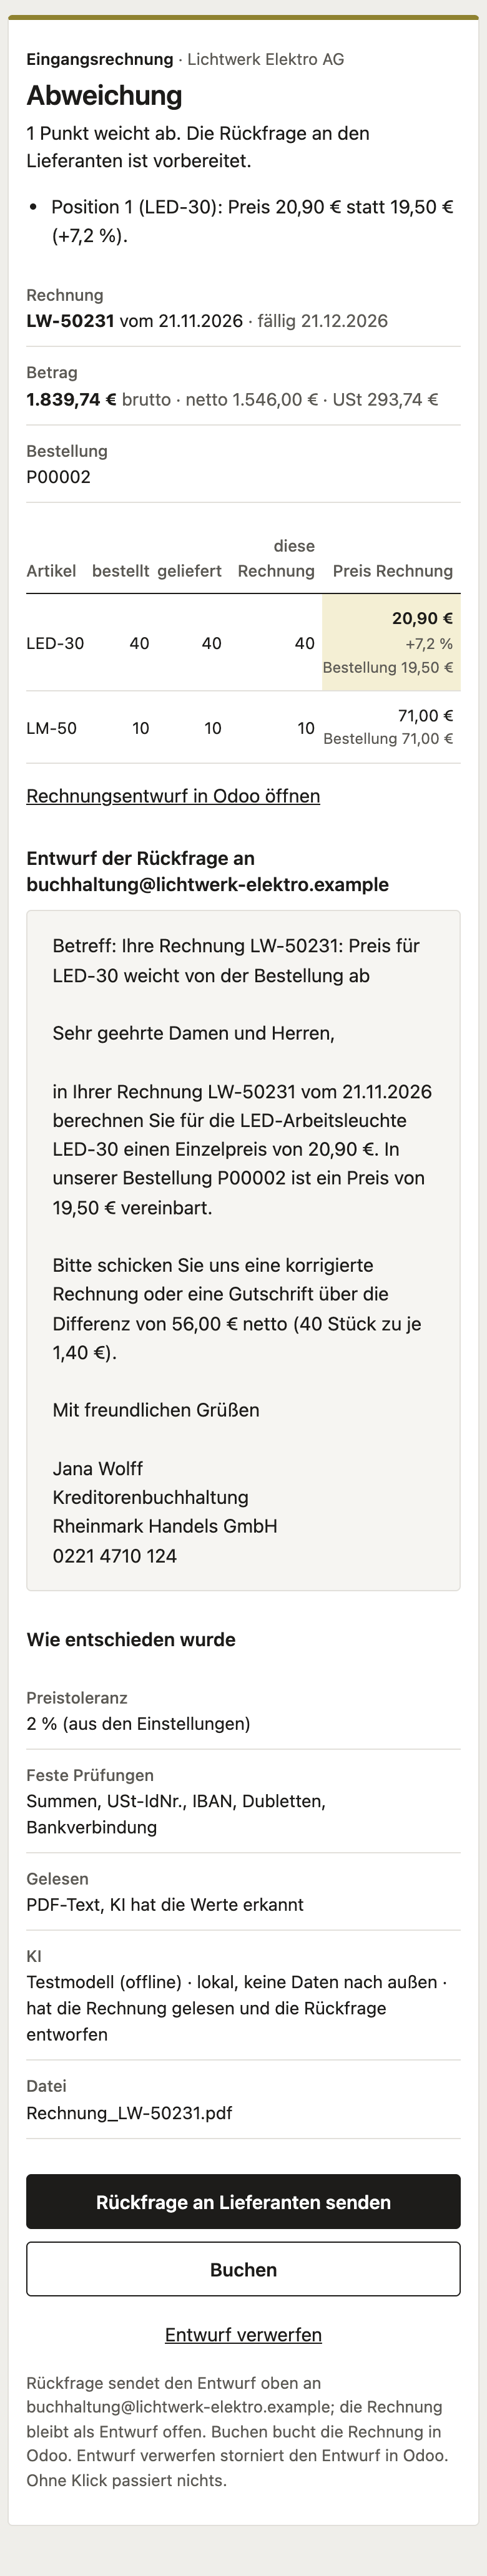 Eingangsrechnung · Lichtwerk Elektro AG
Abweichung
1 Punkt weicht ab. Die Rückfrage an den
Lieferanten ist vorbereitet.
• Position 1 (LED-30): Preis 20,90 € statt 19,50 €
(+7,2 %).
Rechnung
LW-50231 vom 21.11.2026 · fällig 21.12.2026
Betrag
1.839,74 € brutto · netto 1.546,00 € · USt 293,74 €
Bestellung
P00002
diese
Artikel bestellt geliefert Rechnung Preis Rechnung
20,90 €
LED-30 40 40 40 +7,2 %
Bestellung 19,50 €
71,00 €
LM-50 10 10 10 Bestellung 71,00 €
Rechnungsentwurf in Odoo öffnen
Entwurf der Rückfrage an
buchhaltung@lichtwerk-elektro.example
Betreff: Ihre Rechnung LW-50231: Preis für
LED-30 weicht von der Bestellung ab
Sehr geehrte Damen und Herren,
in Ihrer Rechnung LW-50231 vom 21.11.2026
berechnen Sie für die LED-Arbeitsleuchte
LED-30 einen Einzelpreis von 20,90 €. In
unserer Bestellung P00002 ist ein Preis von
19,50 € vereinbart.
Bitte schicken Sie uns eine korrigierte
Rechnung oder eine Gutschrift über die
Differenz von 56,00 € netto (40 Stück zu je
1,40 €).
Mit freundlichen Grüßen
Jana Wolff
Kreditorenbuchhaltung
Rheinmark Handels GmbH
0221 4710 124
Wie entschieden wurde
Preistoleranz
2 % (aus den Einstellungen)
Feste Prüfungen
Summen, USt-IdNr., IBAN, Dubletten,
Bankverbindung
Gelesen
PDF-Text, KI hat die Werte erkannt
KI
Testmodell (offline) · lokal, keine Daten nach außen ·
hat die Rechnung gelesen und die Rückfrage
entworfen
Datei
Rechnung_LW-50231.pdf
Rückfrage an Lieferanten senden
Buchen
Entwurf verwerfen
Rückfrage sendet den Entwurf oben an
buchhaltung@lichtwerk-elektro.example; die Rechnung
bleibt als Entwurf offen. Buchen bucht die Rechnung in
Odoo. Entwurf verwerfen storniert den Entwurf in Odoo.
Ohne Klick passiert nichts.